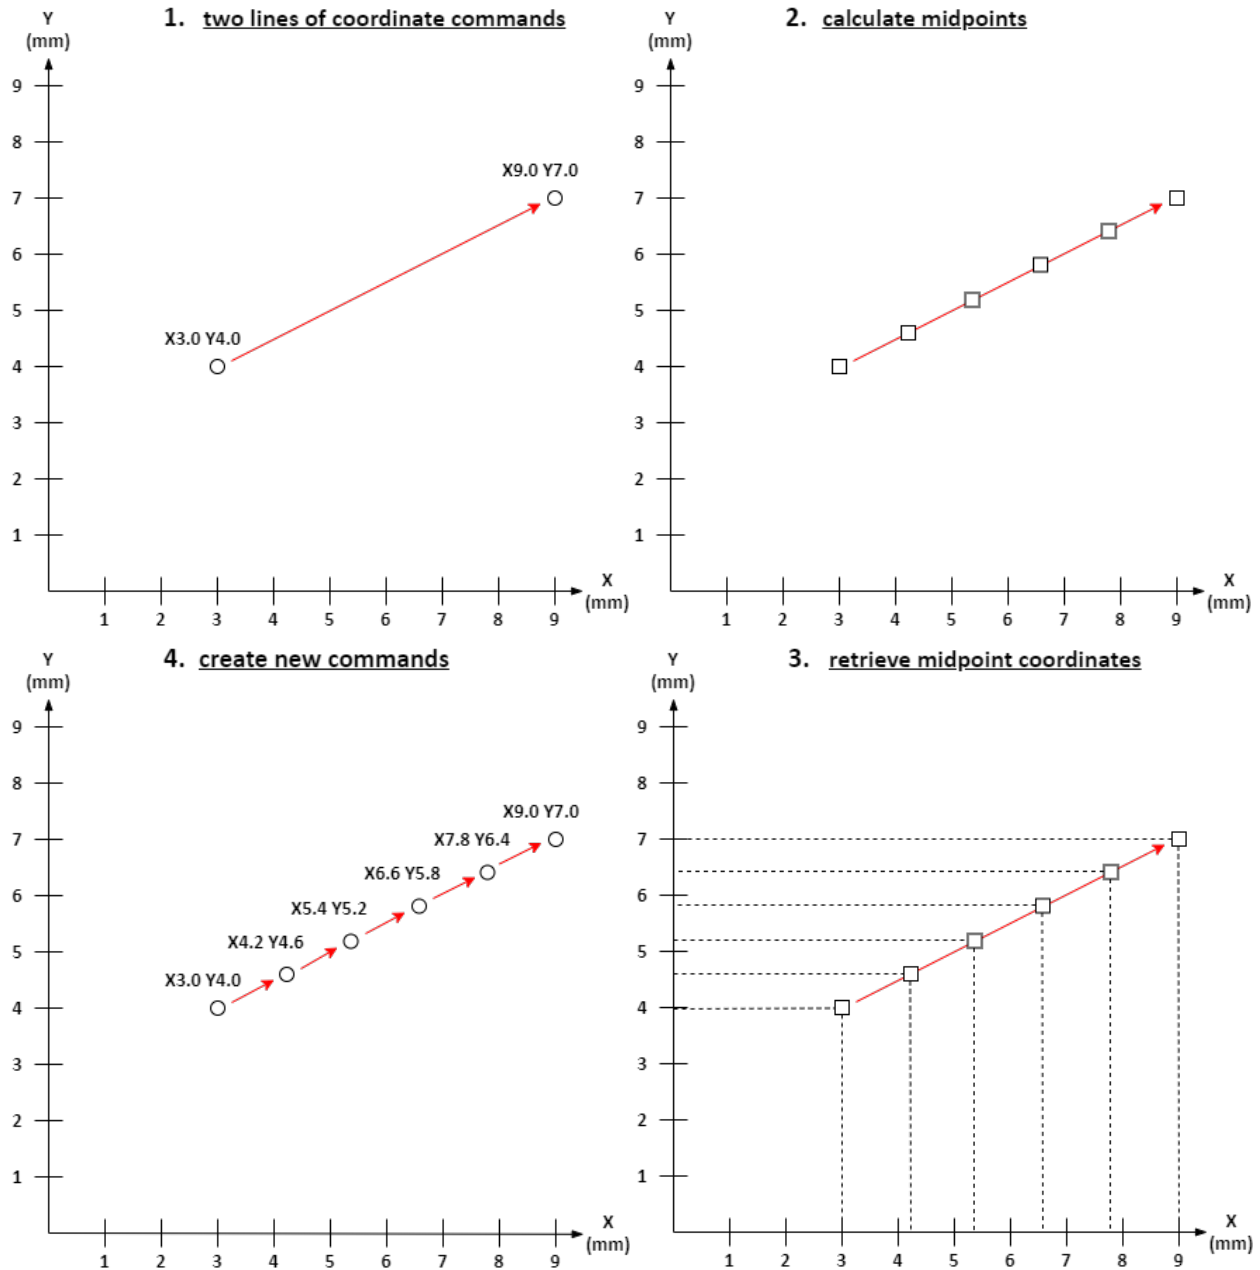 1. two lines of coordinate commands
Y
(mm)
9
8
7
6
5
4
3
2
1
X9.0 Y7.0
X3.0 Y4.0
1 2 3 4 5 6 7 8 9
X
(mm)
2. calculate midpoints
Y
(mm)
9
8
7
6
5
4
3
2
1
1 2 3 4 5 6 7 8 9
X
(mm)
4. create new commands
Y
(mm)
9
8
7
6
5
4
3
2
1
X9.0 Y7.0
X7.8 Y6.4
X6.6 Y5.8
X5.4 Y5.2
X4.2 Y4.6
X3.0 Y4.0
1 2 3 4 5 6 7 8 9
X
(mm)
3. retrieve midpoint coordinates
Y
(mm)
9
8
7
6
5
4
3
2
1
1 2 3 4 5 6 7 8 9
X
(mm)